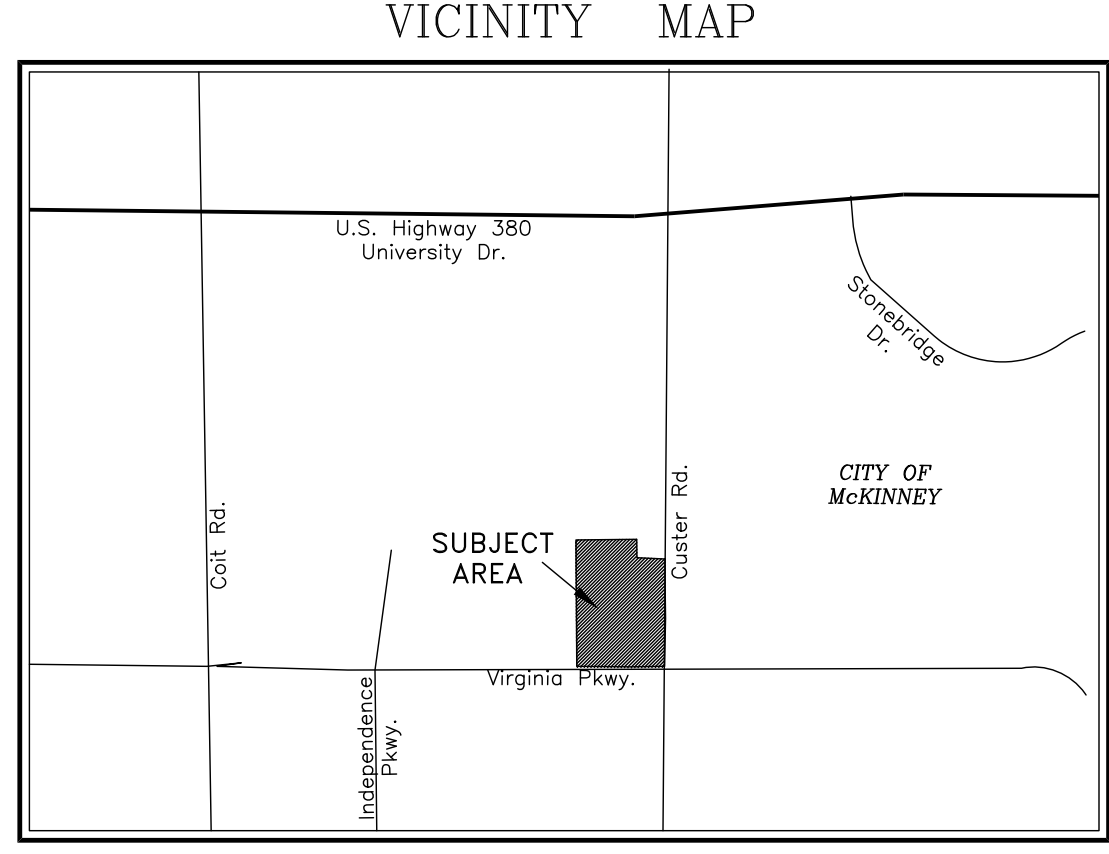 VICINITY MAP
U.S. Highway 380
University Dr.
Stonebridge
Dr.
CITY OF
McKINNEY
Custer Rd.
Coit Rd.
SUBJECT
AREA
Virginia Pkwy.
Independence
Pkwy.